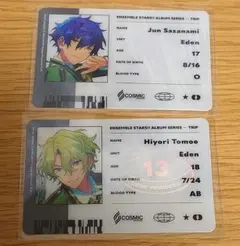 ENSEMBLE STARS!! ALBUM SERIES - TRIP
NAME
Jun Sazanami
UNIT
Eden
AGE
17
DATE OF BIRTH
8/16
BLOOD TYPE
O
COSMIC
ENSEMBLE STARS!! ALBUM SERIES - TRIP
NAME
Hiyori Tomoe
UNIT
Eden
AGE
18
DATE OF BIRTH
7/24
BLOOD TYPE
AB
13
COSMIC